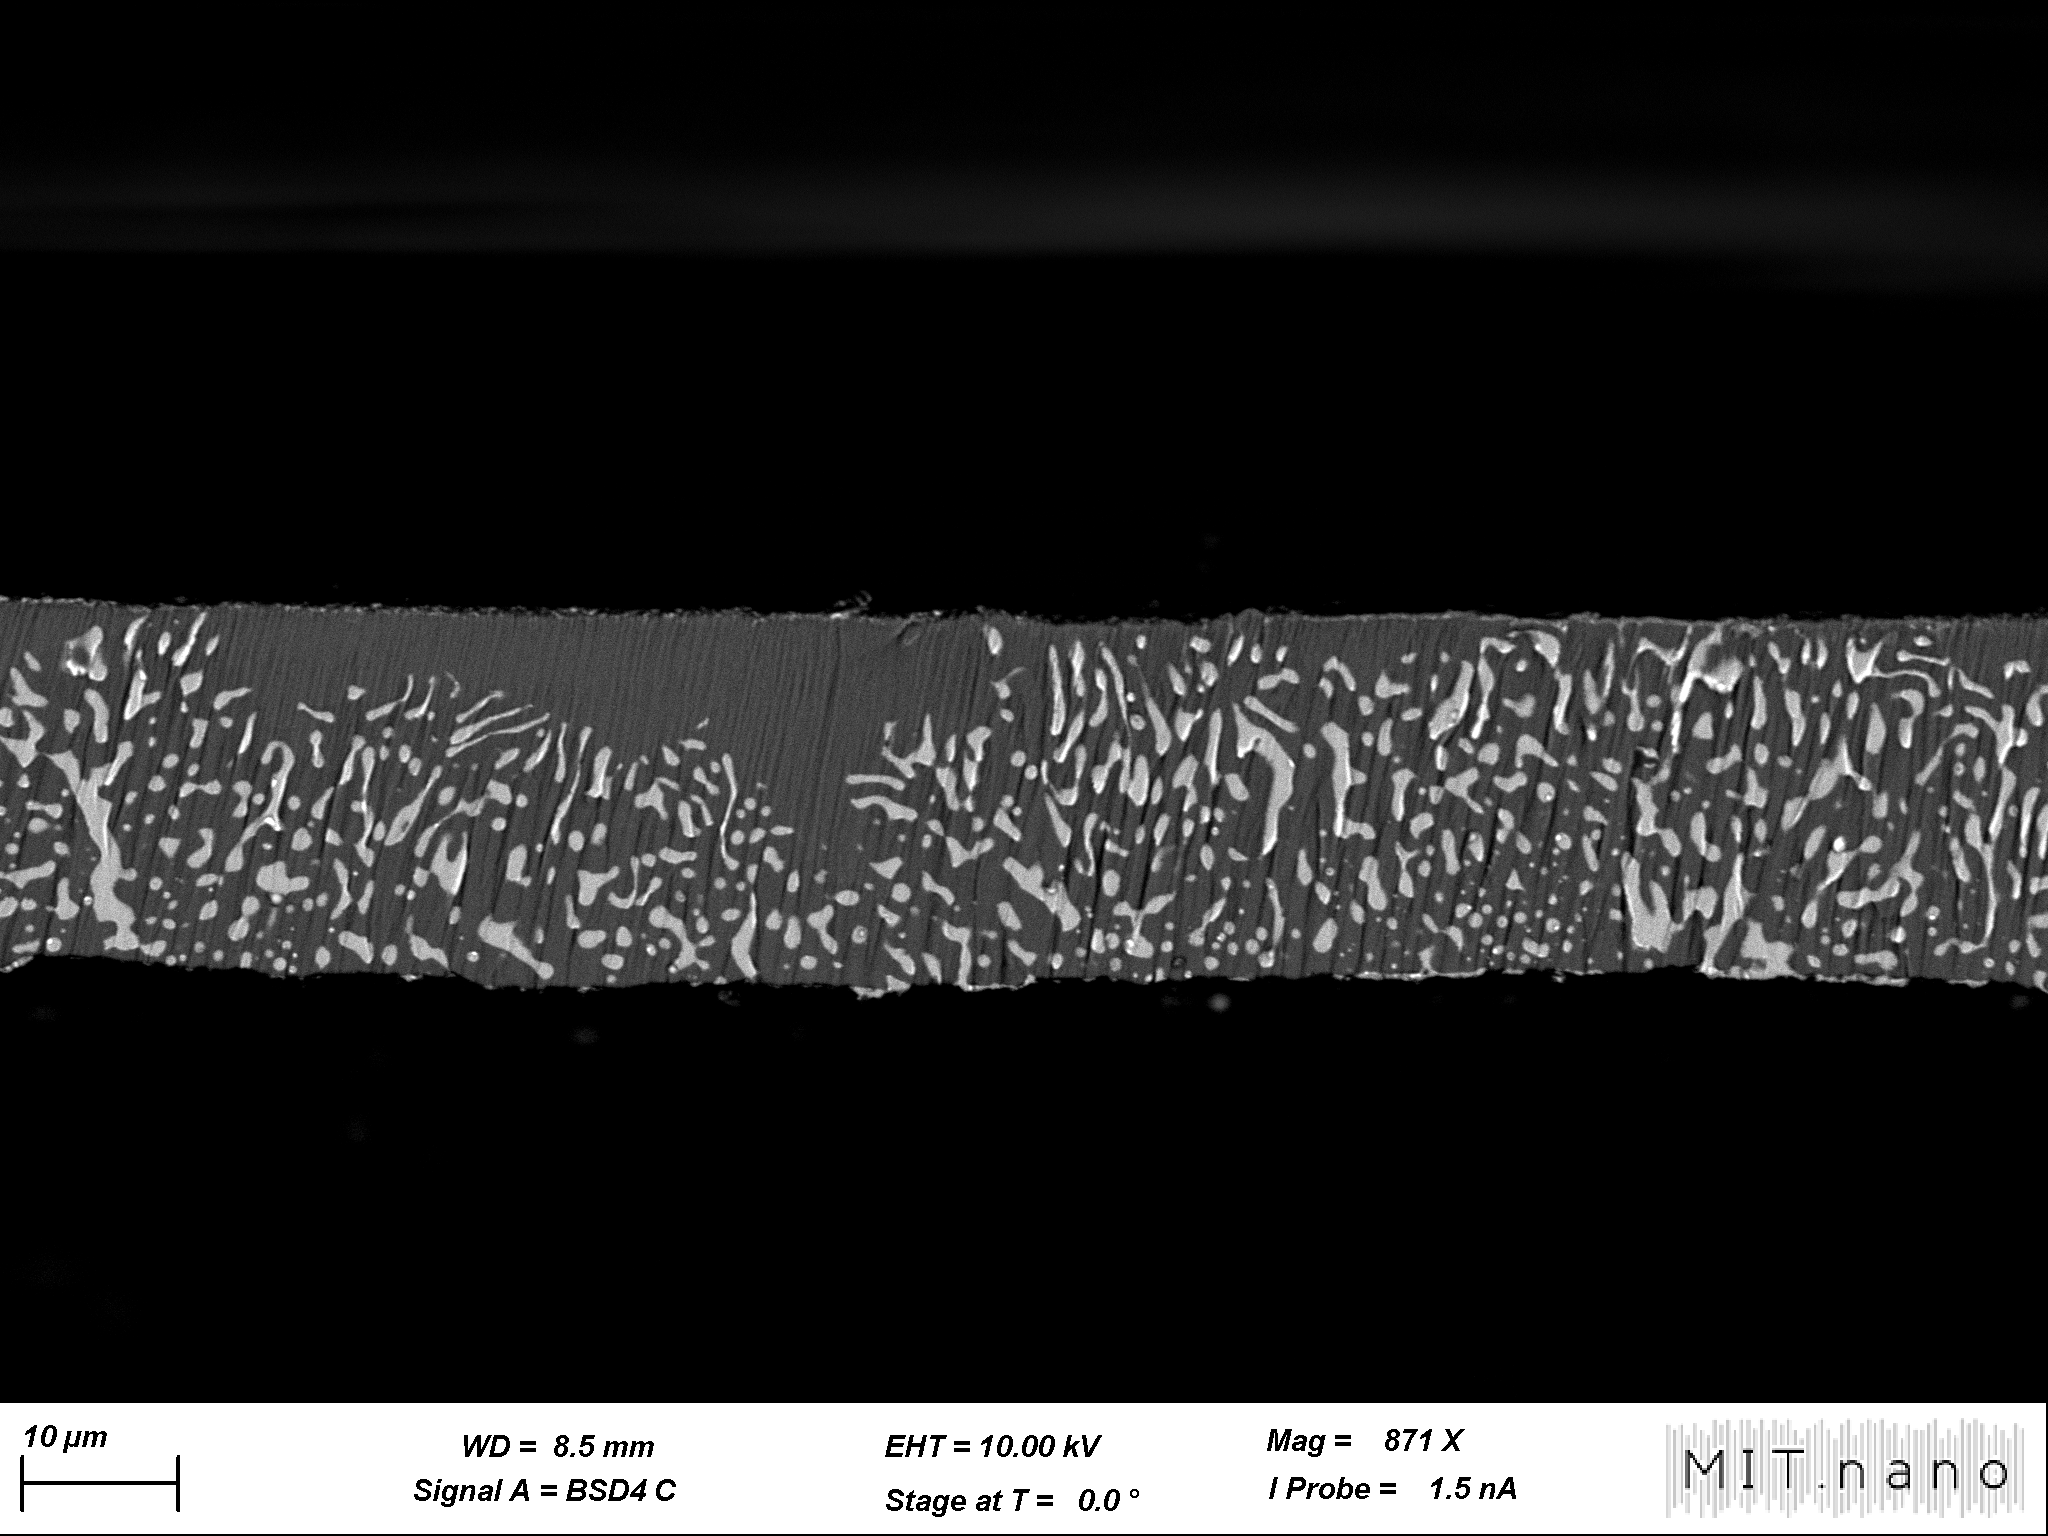 10 µm
WD = 8.5 mm
Signal A = BSD4 C
EHT = 10.00 kV
Stage at T = 0.0 °
Mag = 871 X
I Probe = 1.5 nA
MIT.nano